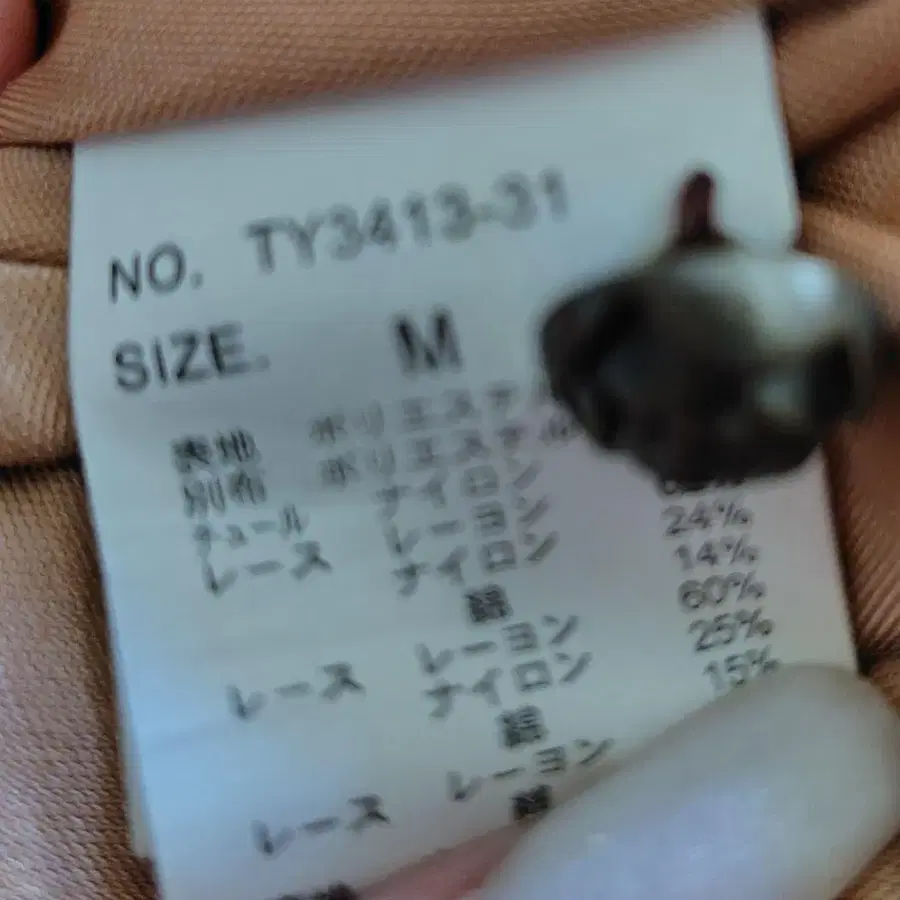 NO. TY3413-31
SIZE. M
表地 ポリエステル
別布 ポリエステル
チュール ナイロン
レース レーヨン
ナイロン 24%
綿 14%
レース レーヨン 60%
ナイロン 25%
綿 15%
レース レーヨン
綿